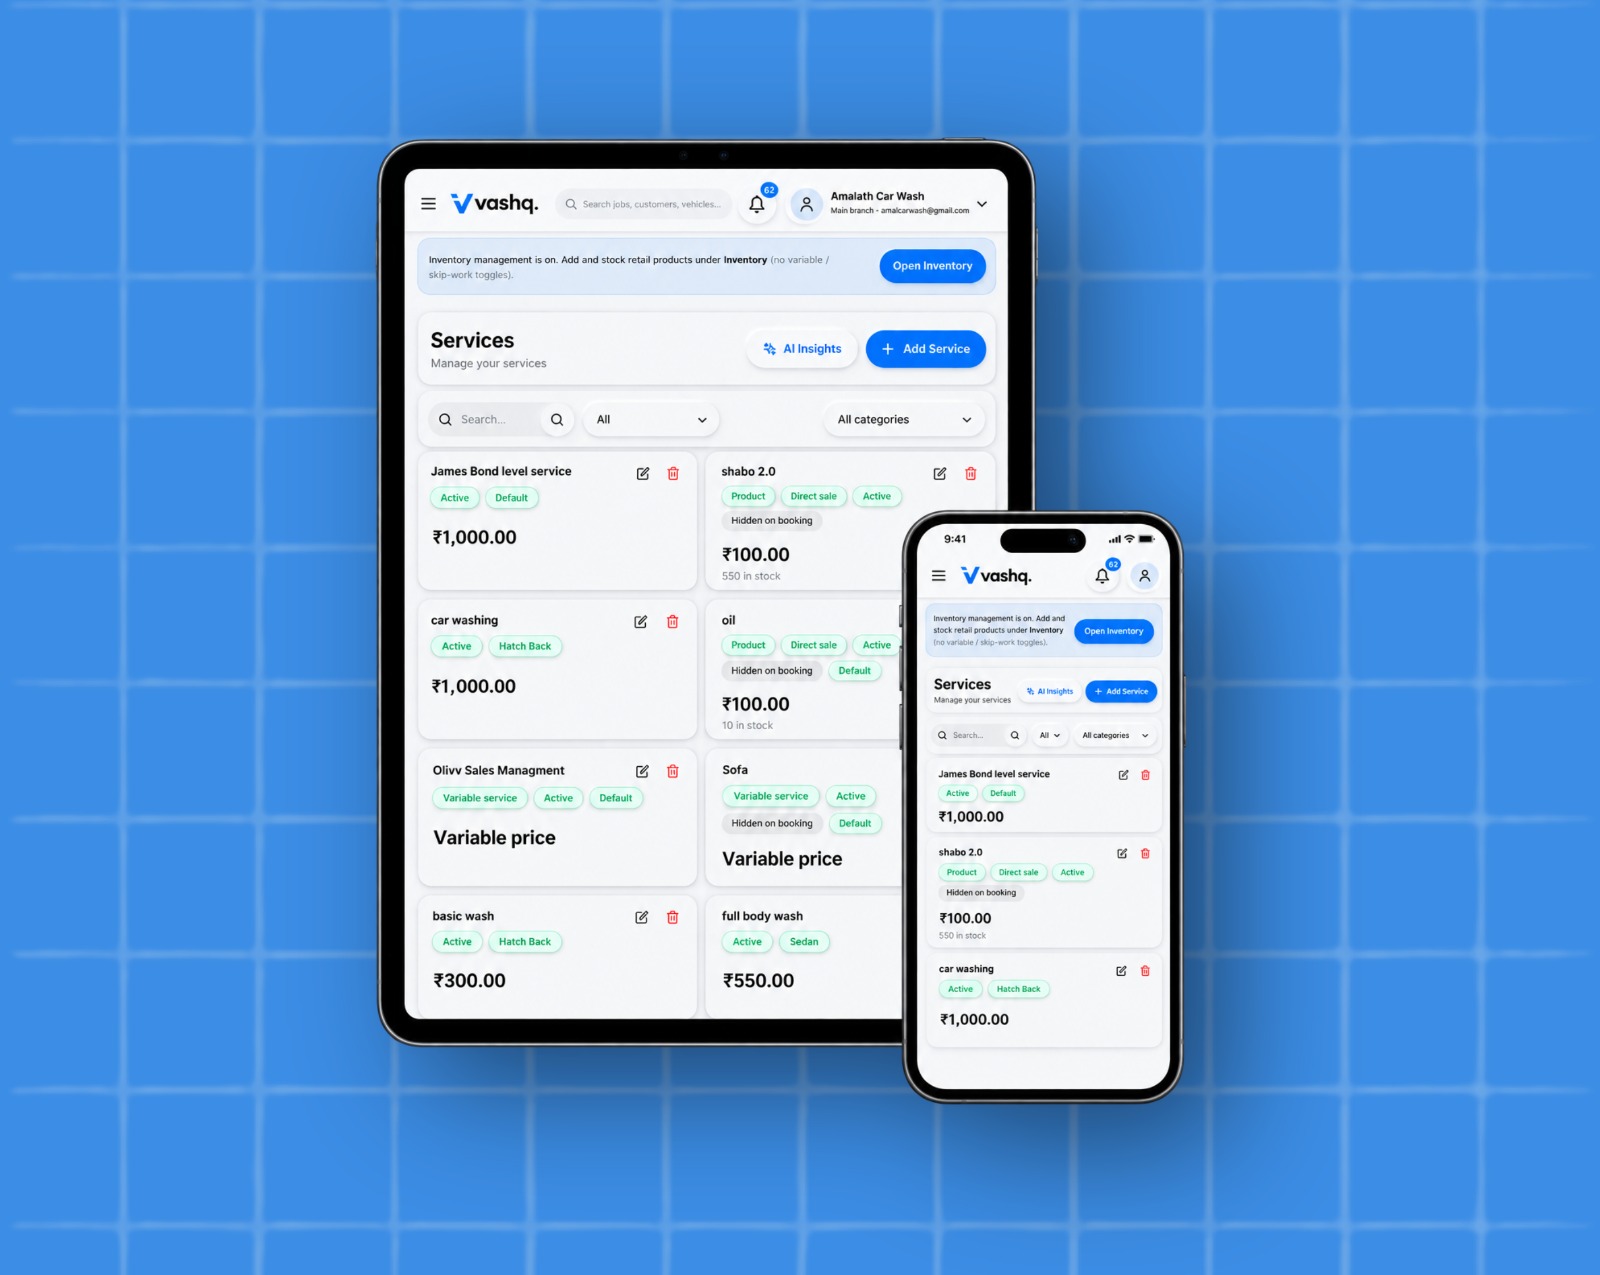 vashq.
Search jobs, customers, vehicles...
62
Amalath Car Wash
Main branch - amalcarwash@gmail.com
Inventory management is on. Add and stock retail products under Inventory (no variable /
skip-work toggles).
Open Inventory
Services
Manage your services
AI Insights
+ Add Service
Search...
All
All categories
James Bond level service
Active Default
₹1,000.00
shabo 2.0
Product Direct sale Active
Hidden on booking
₹100.00
550 in stock
car washing
Active Hatch Back
₹1,000.00
oil
Product Direct sale Active
Hidden on booking Default
₹100.00
10 in stock
Olivv Sales Managment
Variable service Active Default
Variable price
Sofa
Variable service Active
Hidden on booking Default
Variable price
basic wash
Active Hatch Back
₹300.00
full body wash
Active Sedan
₹550.00
9:41
vashq.
62
Inventory management is on. Add and
stock retail products under Inventory
(no variable / skip-work toggles).
Open Inventory
Services
Manage your services
AI Insights
+ Add Service
Search...
All
All categories
James Bond level service
Active Default
₹1,000.00
shabo 2.0
Product Direct sale Active
Hidden on booking
₹100.00
550 in stock
car washing
Active Hatch Back
₹1,000.00